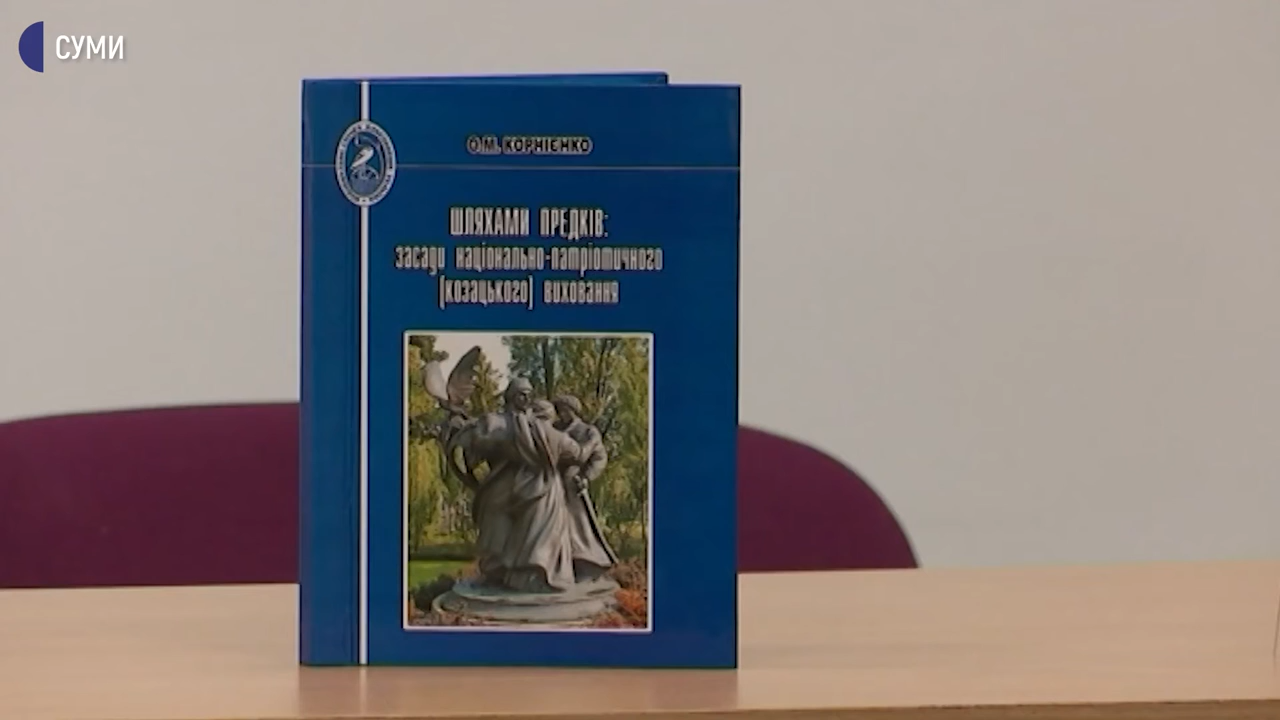 СУМИ
О.М. КОРНІЄНКО
ШЛЯХАМИ ПРЕДКІВ:
засади національно-патріотичного
(козацького) виховання